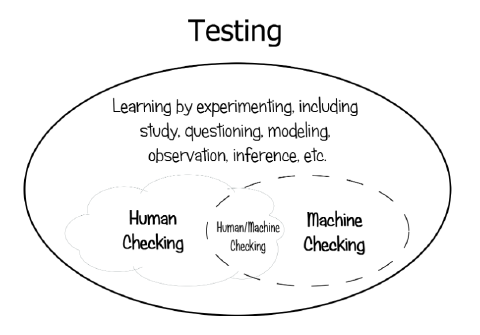 Testing
Learning by experimenting, including
study, questioning, modeling,
observation, inference, etc.
Human
Checking
Human/Machine
Checking
Machine
Checking